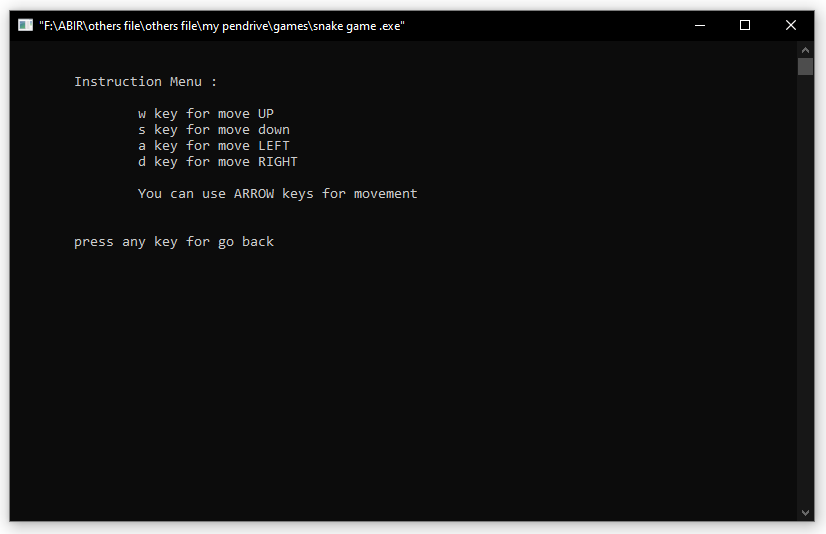 "F:\ABIR\others file\others file\my pendrive\games\snake game .exe"
Instruction Menu :
w key for move UP
s key for move down
a key for move LEFT
d key for move RIGHT
You can use ARROW keys for movement
press any key for go back